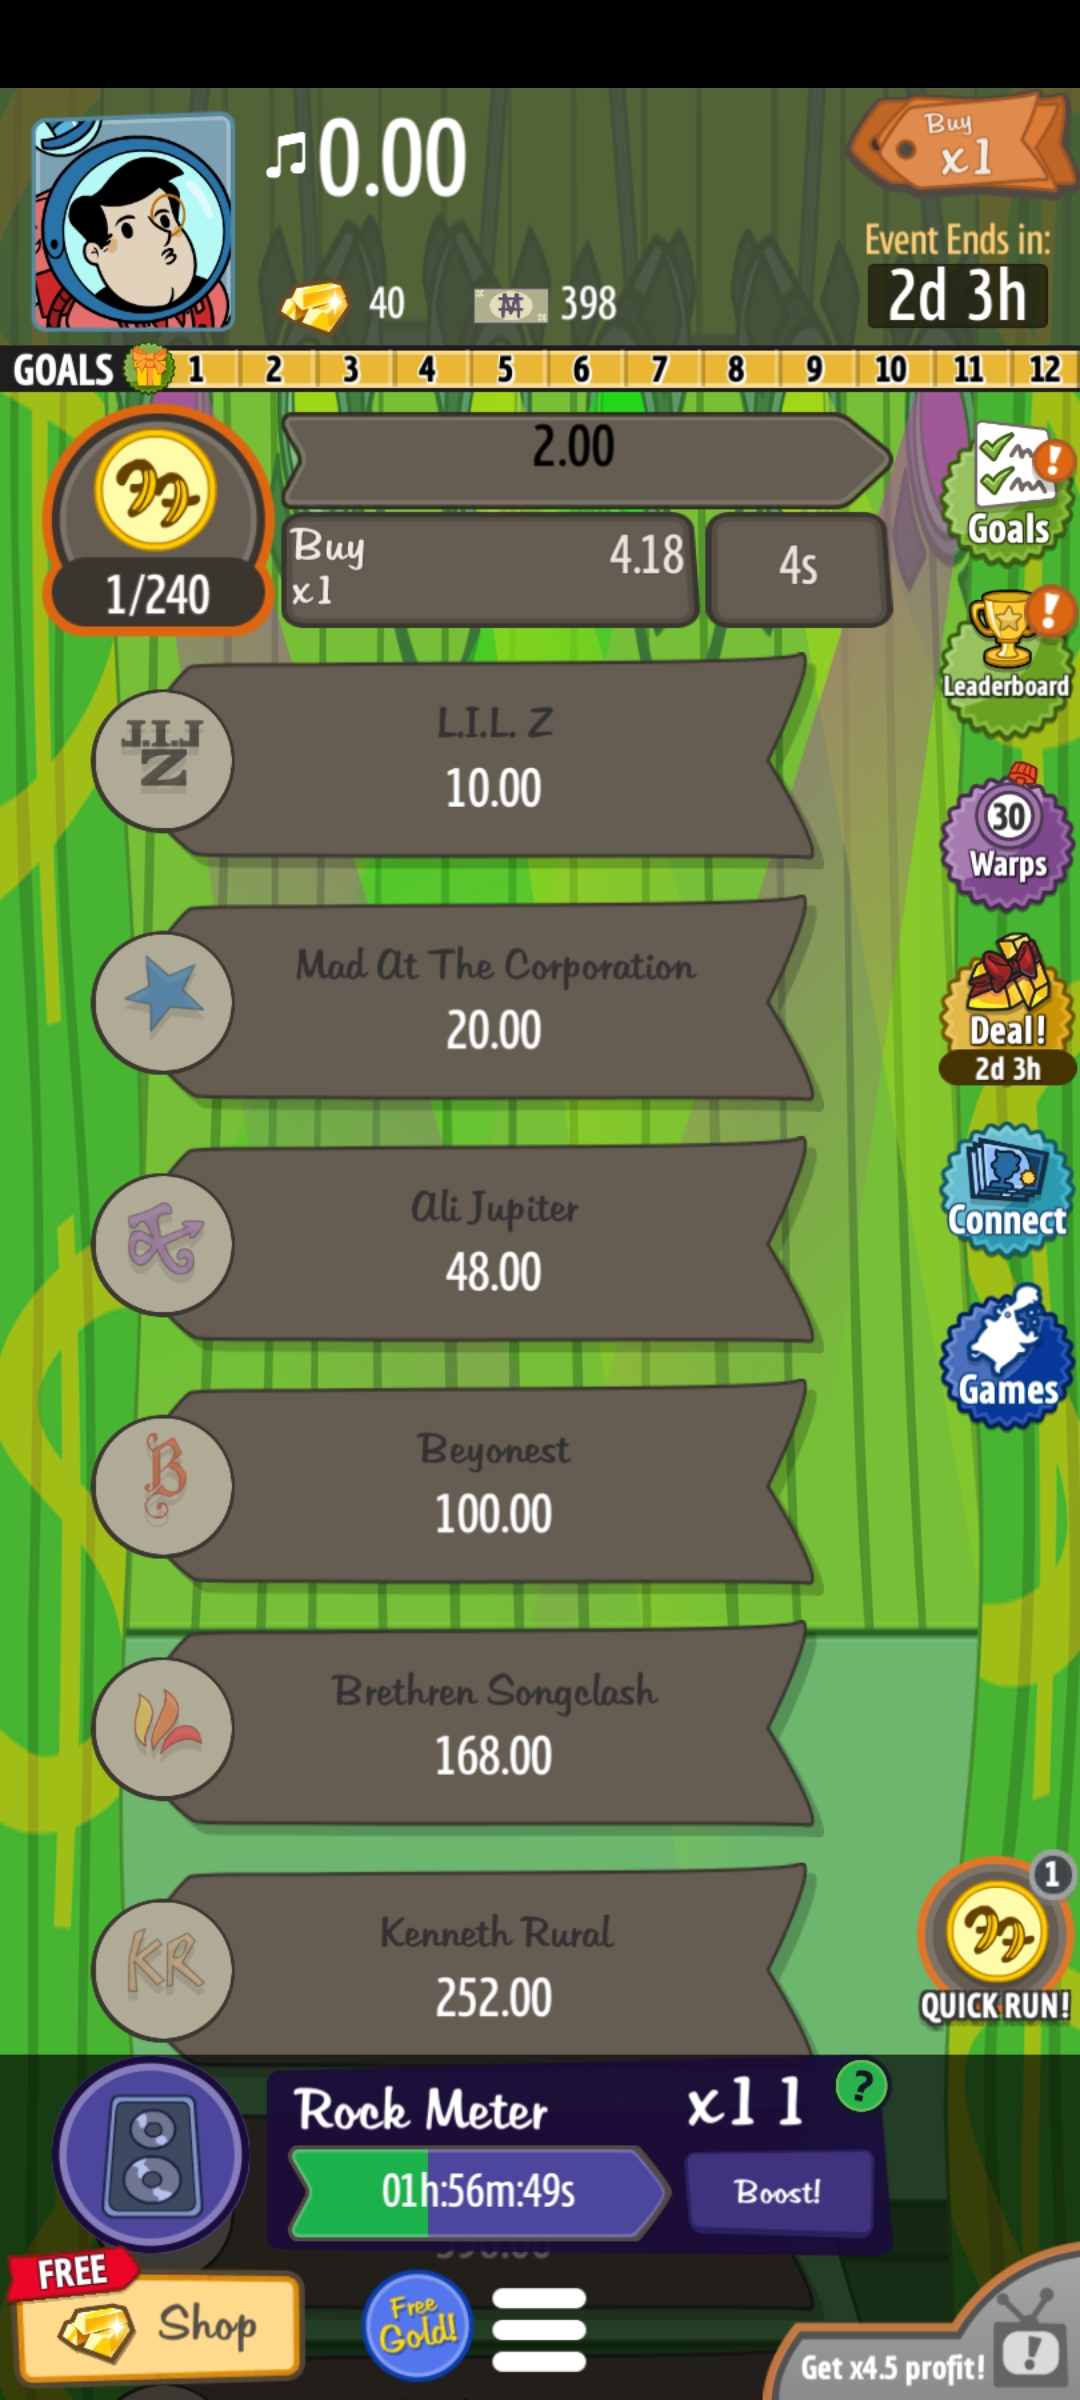 ♫0.00
Buy
x1
Event Ends in:
2d 3h
40
398
GOALS 1 2 3 4 5 6 7 8 9 10 11 12
2.00
Buy
x1
4.18
4s
1/240
Goals
Leaderboard
L.I.L. Z
10.00
L.I.L
Z
30
Warps
Mad At The Corporation
20.00
Deal!
2d 3h
Ali Jupiter
48.00
Connect
Games
Beyonest
100.00
B
Brethren Songclash
168.00
Kenneth Rural
252.00
KR
1
QUICK RUN!
Rock Meter
x1 1
?
01h:56m:49s
Boost!
FREE
Shop
Free
Gold!
Get x4.5 profit!